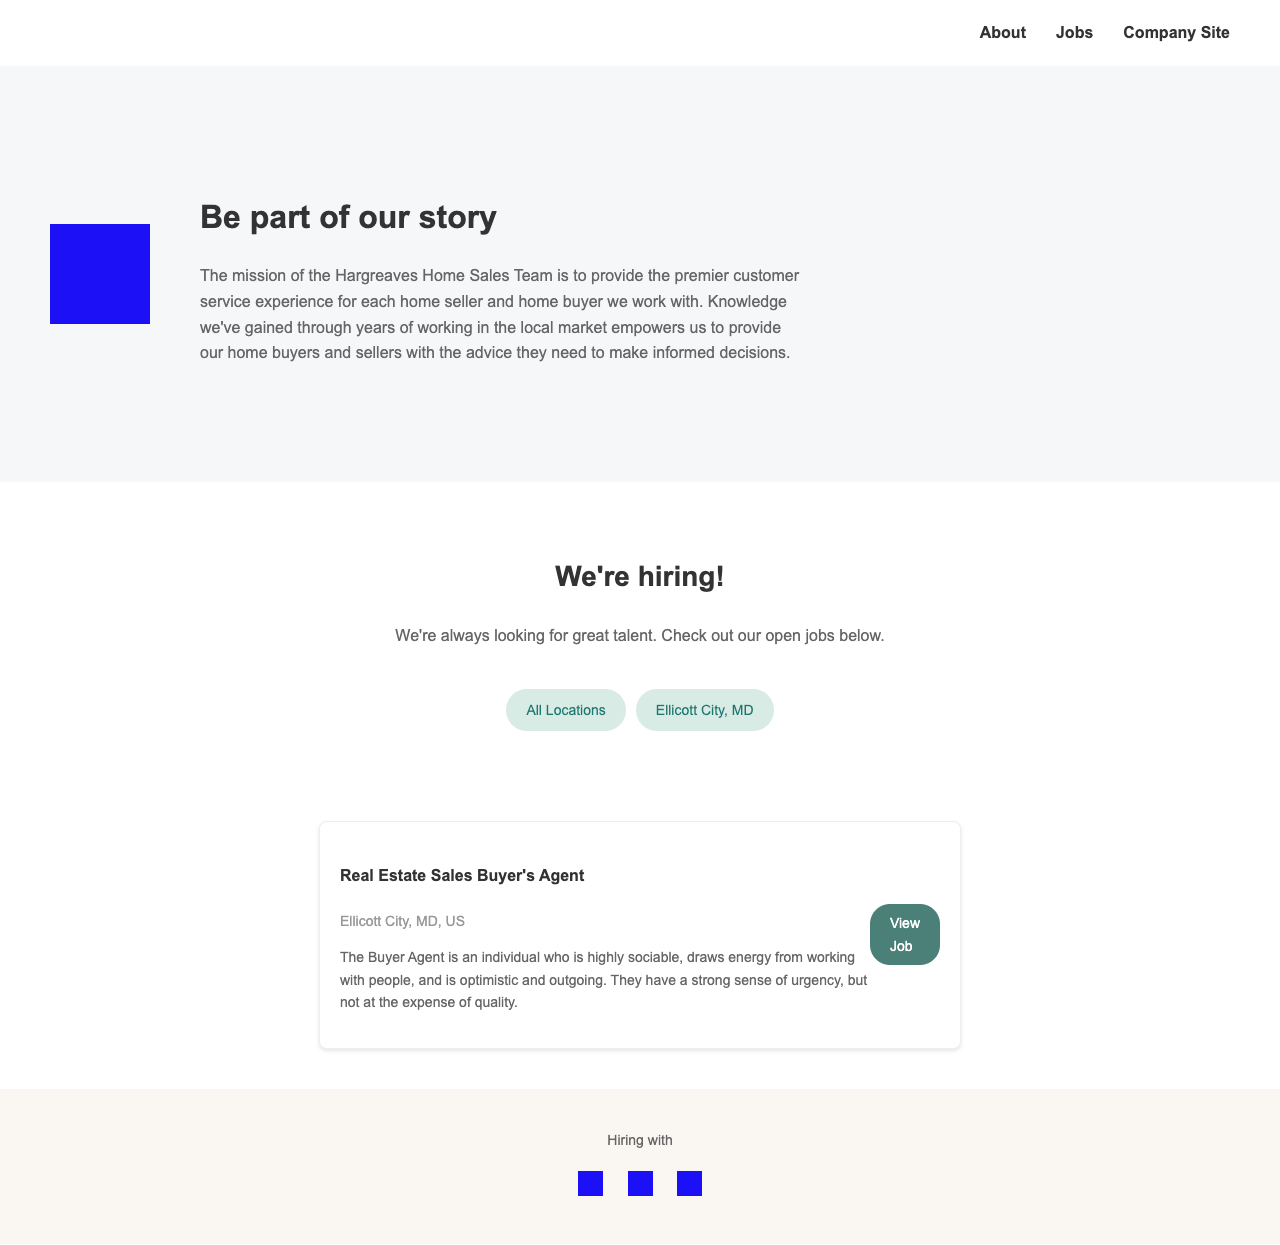 About
Jobs
Company Site
Be part of our story
The mission of the Hargreaves Home Sales Team is to provide the premier customer
service experience for each home seller and home buyer we work with. Knowledge
we've gained through years of working in the local market empowers us to provide
our home buyers and sellers with the advice they need to make informed decisions.
We're hiring!
We're always looking for great talent. Check out our open jobs below.
All Locations
Ellicott City, MD
Real Estate Sales Buyer's Agent
Ellicott City, MD, US
The Buyer Agent is an individual who is highly sociable, draws energy from working
with people, and is optimistic and outgoing. They have a strong sense of urgency, but
not at the expense of quality.
View
Job
Hiring with